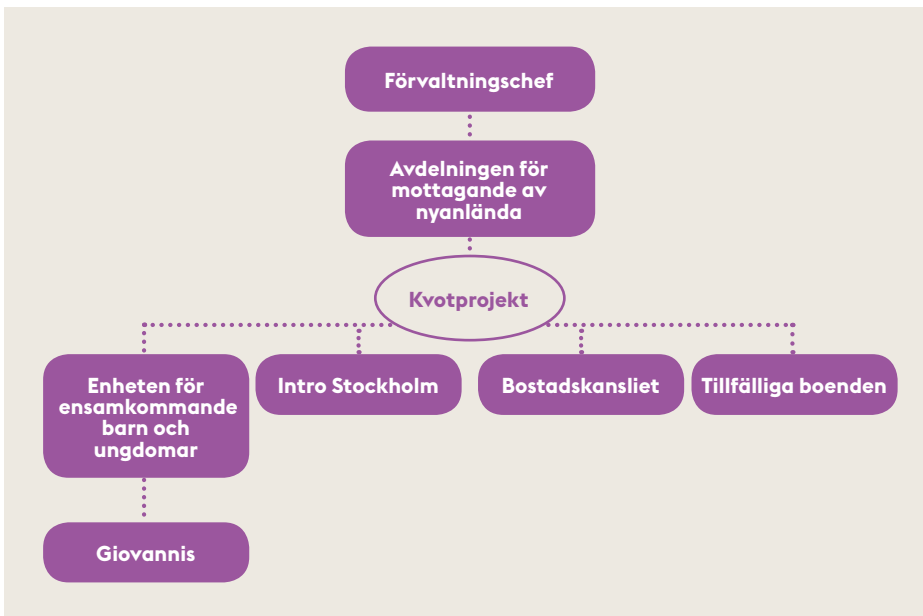 Förvaltningschef
Avdelningen för
mottagande av
nyanlända
Kvotprojekt
Enheten för
ensamkommande
barn och
ungdomar
Intro Stockholm
Bostadskansliet
Tillfälliga boenden
Giovannis